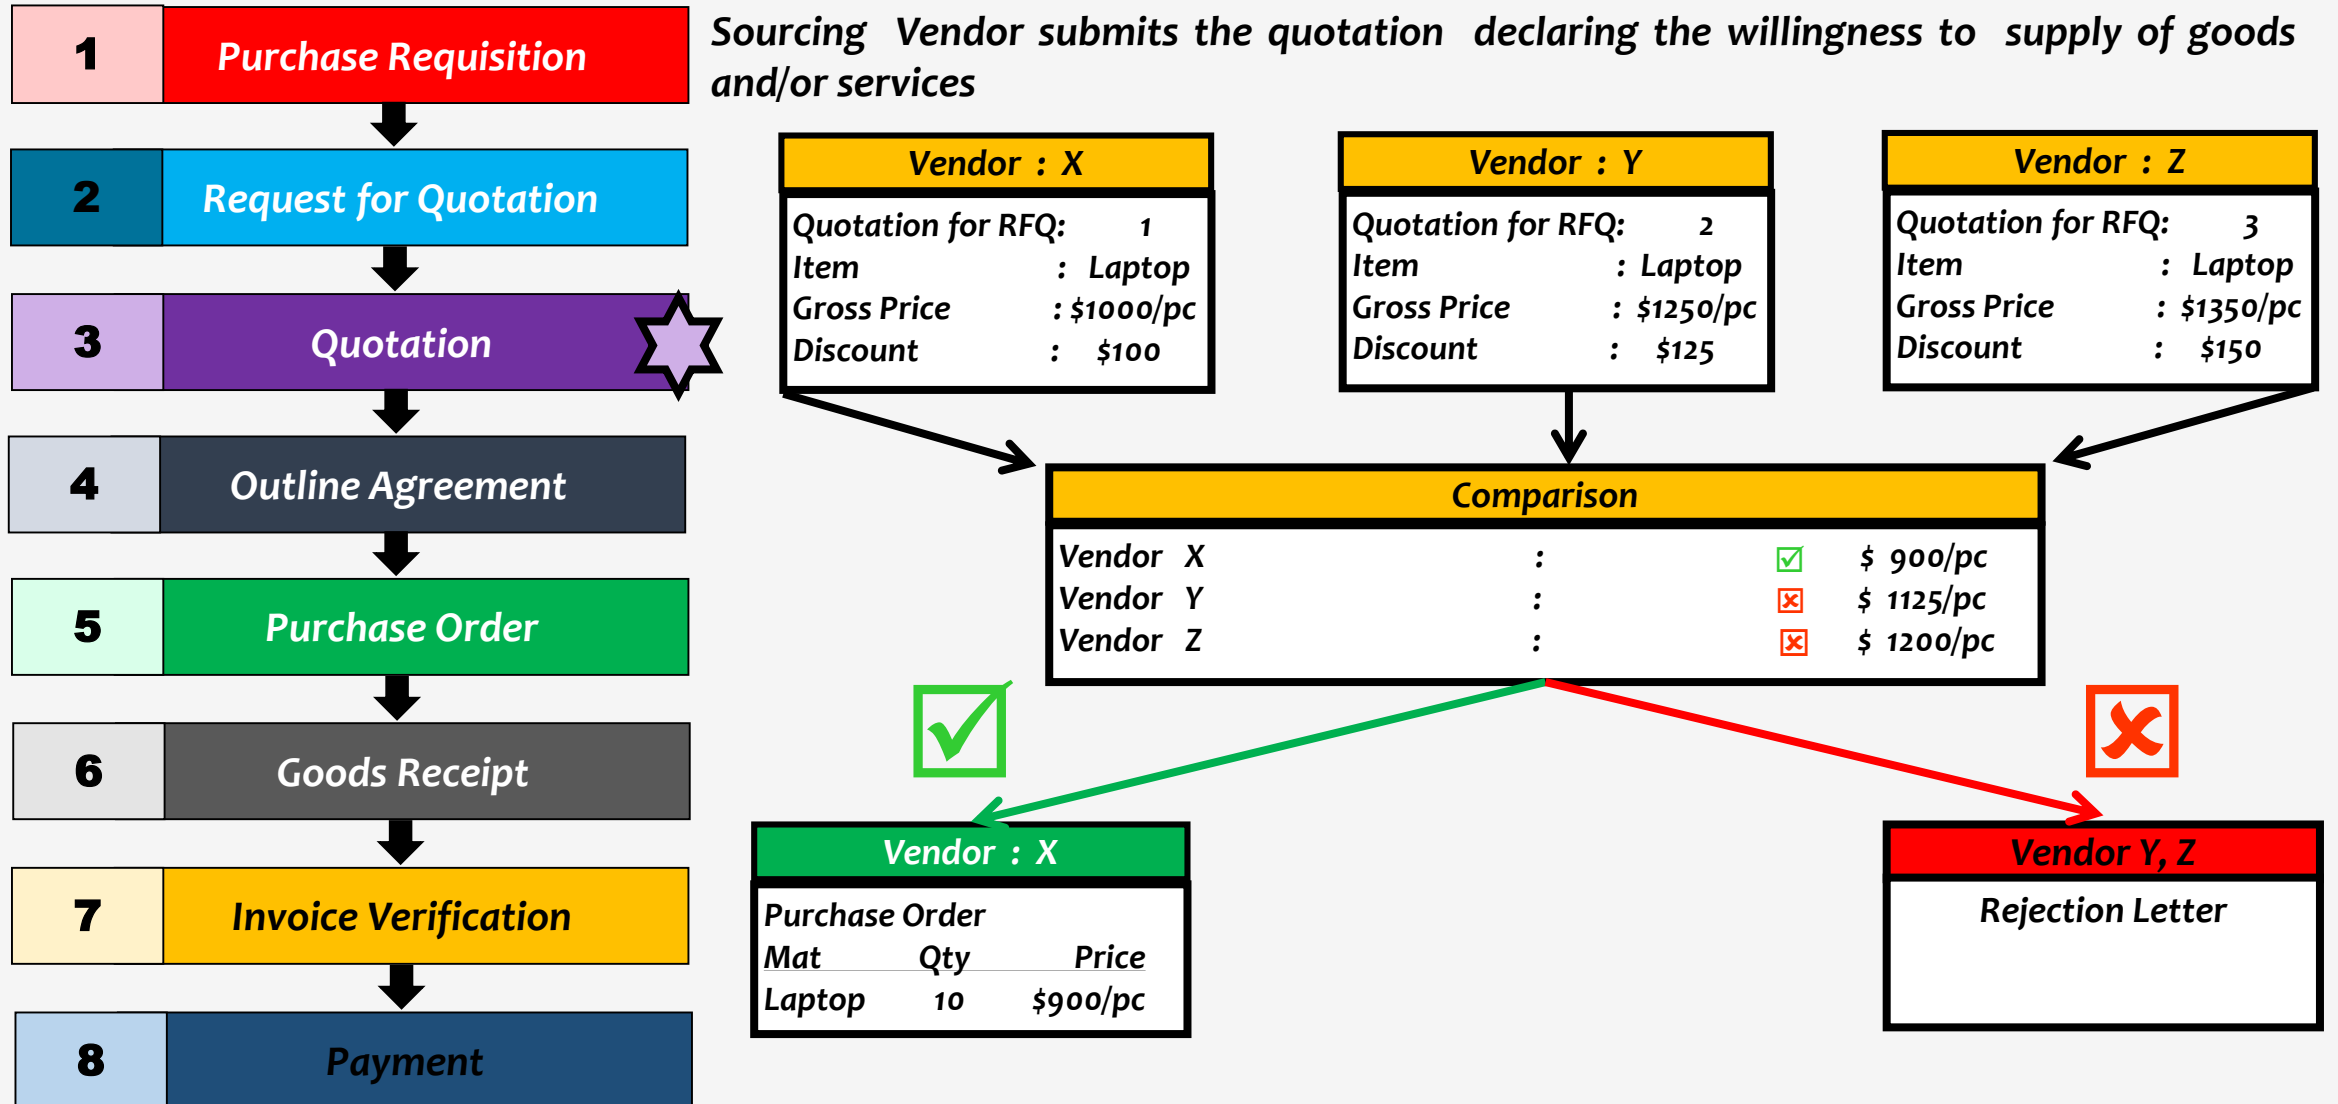 1 Purchase Requisition
2 Request for Quotation
3 Quotation
4 Outline Agreement
5 Purchase Order
6 Goods Receipt
7 Invoice Verification
8 Payment
Sourcing Vendor submits the quotation declaring the willingness to supply of goods
and/or services
Vendor : X
Quotation for RFQ: 1
Item : Laptop
Gross Price : $1000/pc
Discount : $100
Vendor : Y
Quotation for RFQ: 2
Item : Laptop
Gross Price : $1250/pc
Discount : $125
Vendor : Z
Quotation for RFQ: 3
Item : Laptop
Gross Price : $1350/pc
Discount : $150
Comparison
Vendor X : $ 900/pc
Vendor Y : $ 1125/pc
Vendor Z : $ 1200/pc
Vendor : X
Purchase Order
Mat Qty Price
Laptop 10 $900/pc
Vendor Y, Z
Rejection Letter